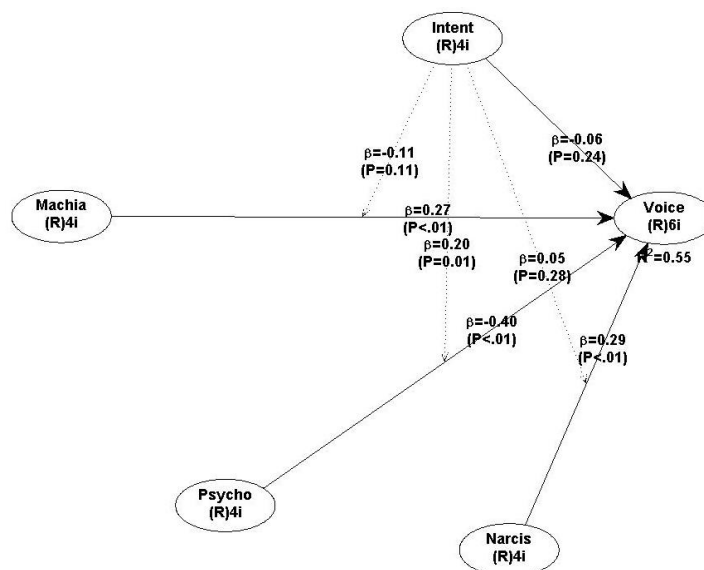 Intent
(R)4i
β=-0.06
(P=0.24)
β=-0.11
(P=0.11)
Machia
(R)4i
β=0.27
(P<.01)
Voice
(R)6i
β=0.20
(P=0.01)
β=0.05
(P=0.28)
R²=0.55
β=-0.40
(P<.01)
β=0.29
(P<.01)
Psycho
(R)4i
Narcis
(R)4i